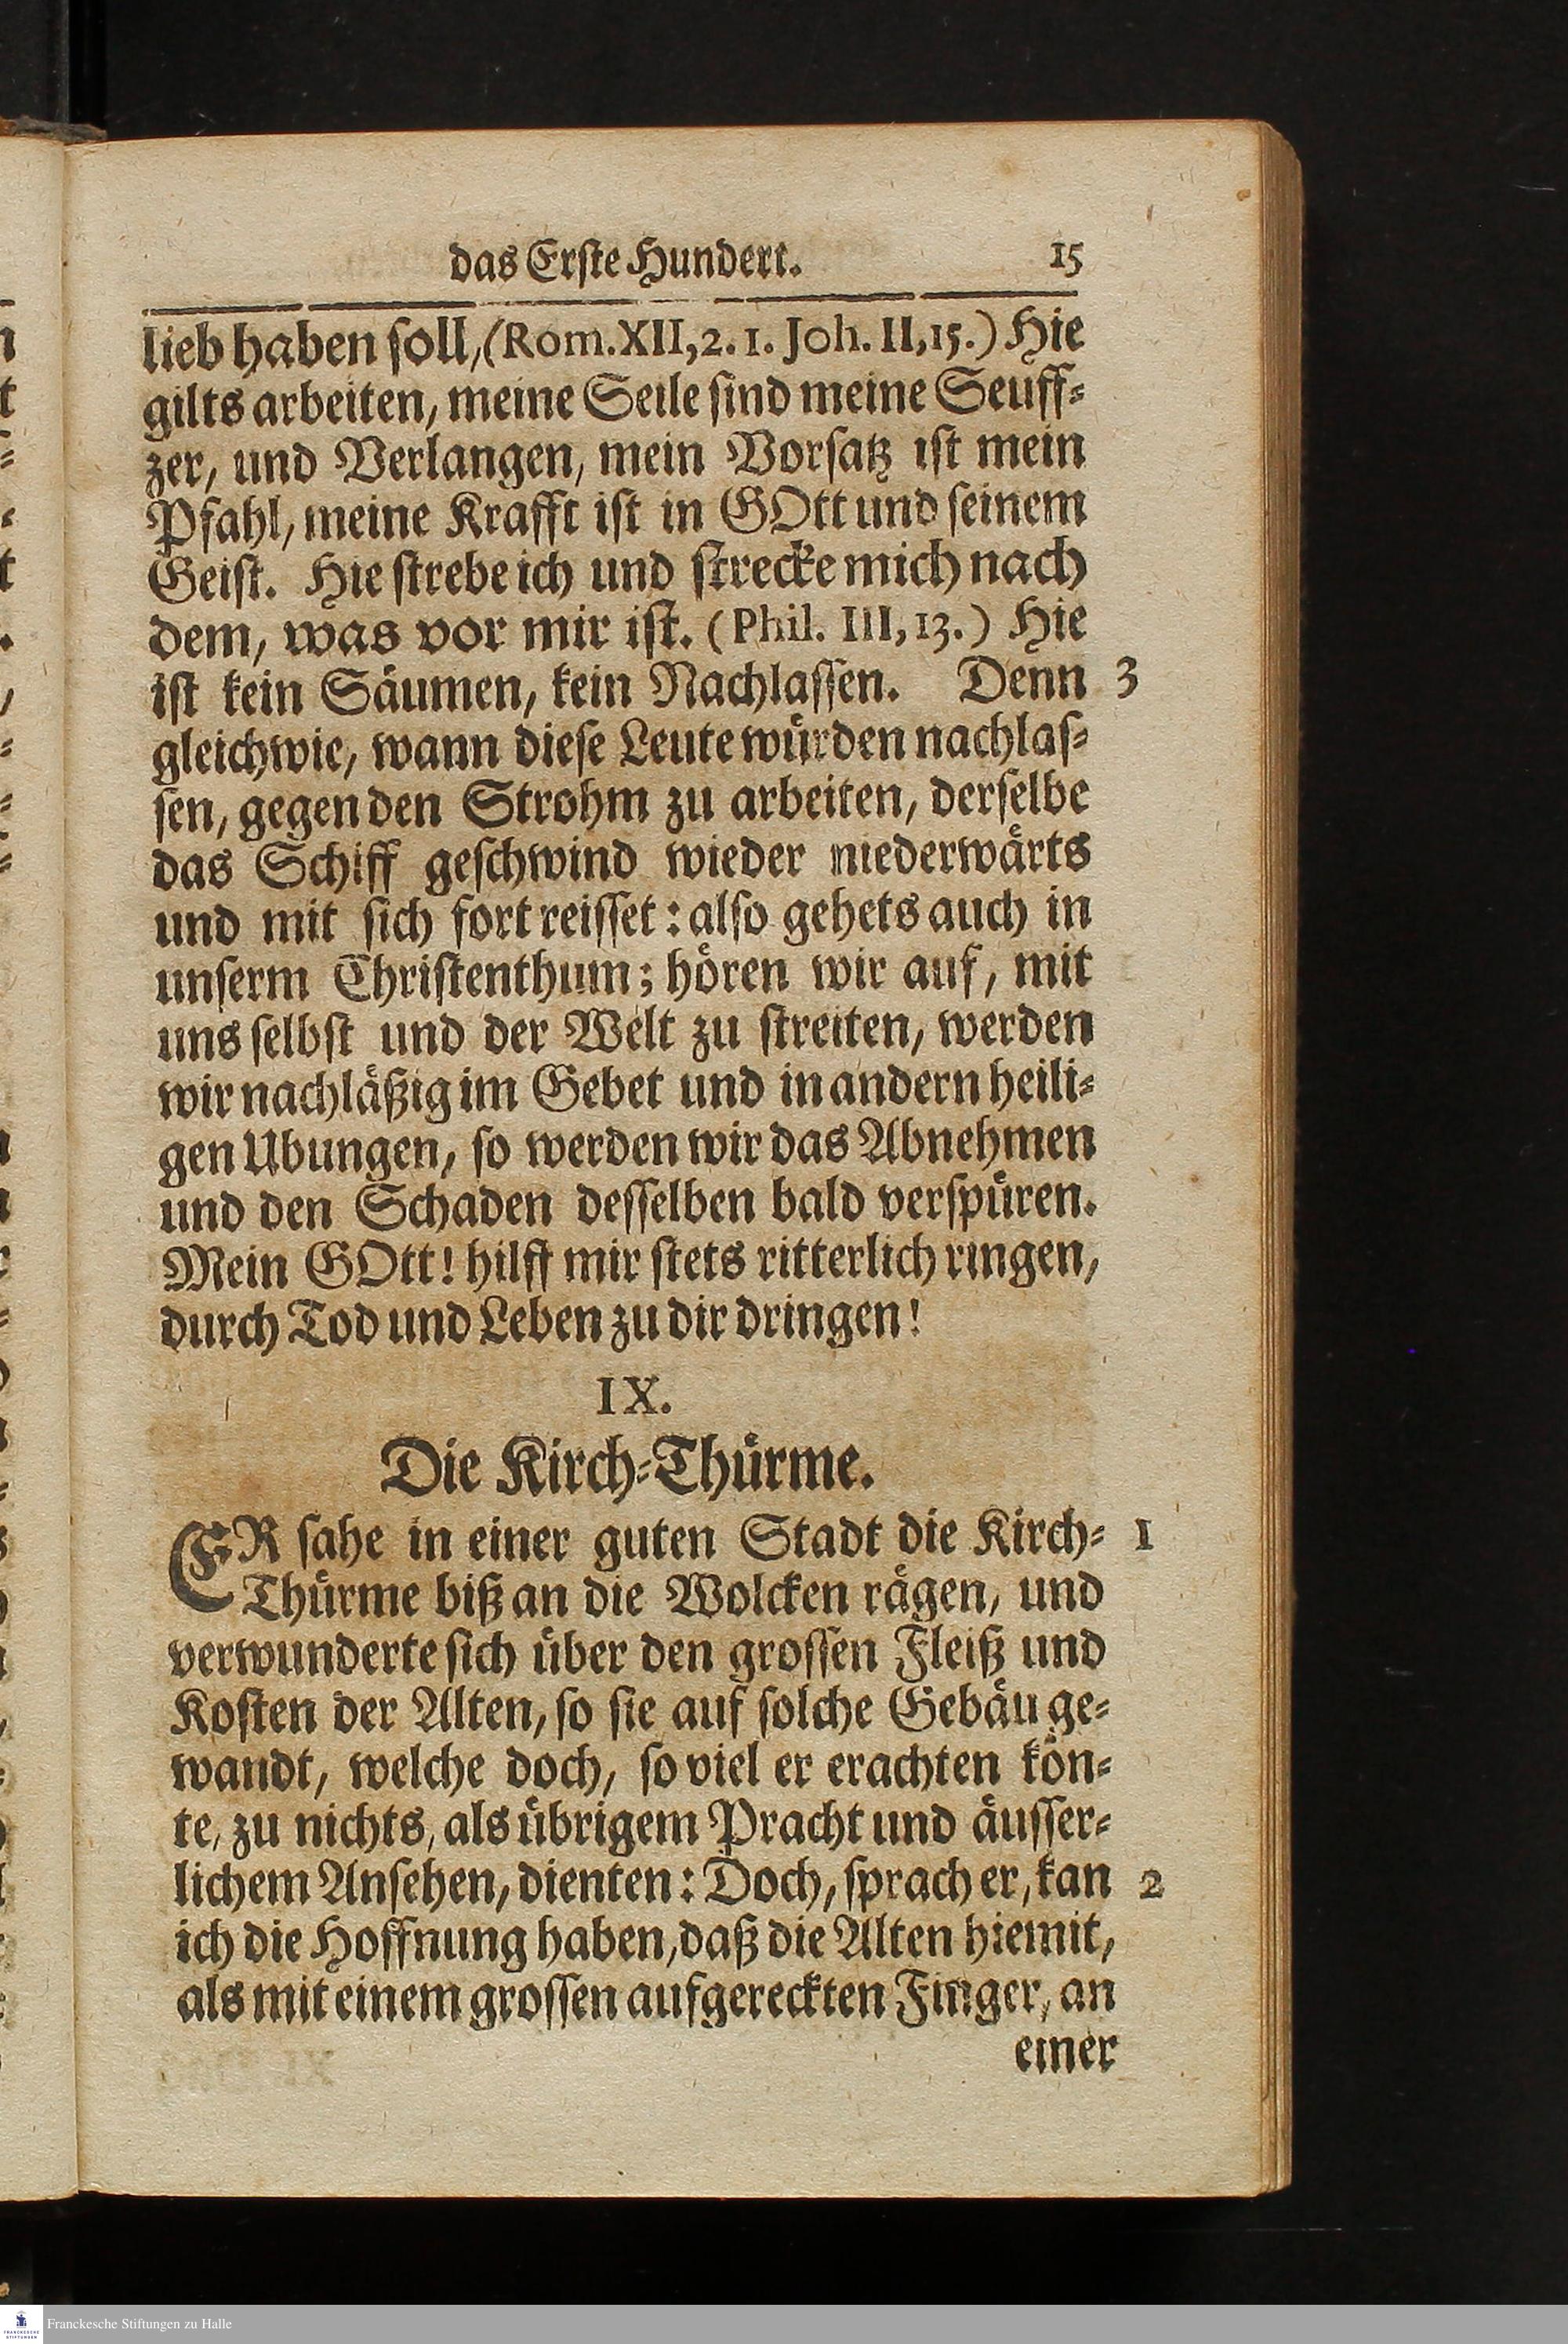 das Erste Hundert. 15
lieb haben soll, (Rom. XII, 2. 1. Joh. II, 15.) Hie
gilts arbeiten, meine Seile sind meine Seuff-
zer, und Verlangen, mein Vorsatz ist mein
Pfahl, meine Krafft ist in GOtt und seinem
Geist. Hie strebe ich und strecke mich nach
dem, was vor mir ist. (Phil. III, 13.) Hie
ist kein Säumen, kein Nachlassen. Denn 3
gleichwie, wann diese Leute würden nachlas-
sen, gegen den Strohm zu arbeiten, derselbe
das Schiff geschwind wieder niederwärts
und mit sich fort reisset: also gehets auch in
unserm Christenthum; hören wir auf, mit
uns selbst und der Welt zu streiten, werden
wir nachläßig im Gebet und in andern heili-
gen Ubungen, so werden wir das Abnehmen
und den Schaden desselben bald verspüren.
Mein GOtt! hilff mir stets ritterlich ringen,
durch Tod und Leben zu dir dringen!
IX.
Die Kirch-Thürme.
ER sahe in einer guten Stadt die Kirch- 1
Thürme biß an die Wolcken rägen, und
verwunderte sich über den grossen Fleiß und
Kosten der Alten, so sie auf solche Gebäu ge-
wandt, welche doch, so viel er erachten kön-
te, zu nichts, als übrigem Pracht und äusser-
lichem Ansehen, dienten: Doch, sprach er, kan 2
ich die Hoffnung haben, daß die Alten hiemit,
als mit einem grossen aufgereckten Finger, an
einer
Franckesche Stiftungen zu Halle
FRANCKESCHE
STIFTUNGEN